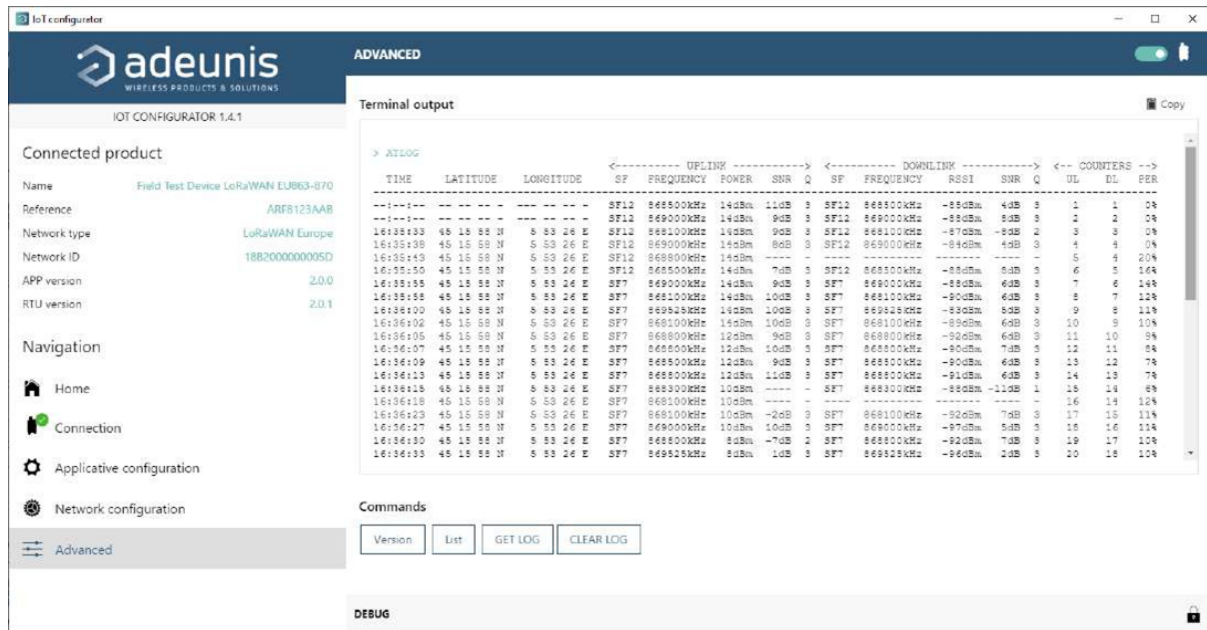 IoT configurator
adeunis
WIRELESS PRODUCTS & SOLUTIONS
IOT CONFIGURATOR 1.4.1
Connected product
Name Field Test Device LoRaWAN EU863-870
Reference ARF8123AAB
Network type LoRaWAN Europe
Network ID
APP version 2.0.0
RTU version 2.0.1
Navigation
Home
Connection
Applicative configuration
Network configuration
Advanced
ADVANCED
Terminal output
Copy
> ATLOG
<---------- UPLINK ----------> <---------- DOWNLINK -----------> <-- COUNTERS -->
TIME LATITUDE LONGITUDE SF FREQUENCY POWER SNR Q SF FREQUENCY RSSI SNR Q UL DL PER
--:--:-- -- -- -- - --- -- -- - SF12 868500kHz 14dBm 11dB 3 SF12 868500kHz -88dBm 4dB 3 1 1 0%
--:--:-- -- -- -- - --- -- -- - SF12 869000kHz 14dBm 9dB 3 SF12 869000kHz -88dBm 8dB 3 2 2 0%
16:35:33 45 15 58 N 5 53 26 E SF12 868100kHz 14dBm 9dB 3 SF12 868100kHz -87dBm -8dB 2 3 3 0%
16:35:38 45 15 58 N 5 53 26 E SF12 869000kHz 14dBm 8dB 3 SF12 869000kHz -84dBm 4dB 3 4 4 0%
16:35:43 45 15 58 N 5 53 26 E SF12 868800kHz 14dBm ---- - ---- --------- ------- ---- - 5 4 20%
16:35:50 45 15 58 N 5 53 26 E SF12 868500kHz 14dBm 7dB 3 SF12 868500kHz -88dBm 8dB 3 6 5 16%
16:35:55 45 15 58 N 5 53 26 E SF7 869000kHz 14dBm 9dB 3 SF7 869000kHz -88dBm 6dB 3 7 6 14%
16:35:58 45 15 58 N 5 53 26 E SF7 868100kHz 14dBm 10dB 3 SF7 868100kHz -90dBm 6dB 3 8 7 12%
16:36:00 45 15 58 N 5 53 26 E SF7 869525kHz 14dBm 10dB 3 SF7 869525kHz -83dBm 5dB 3 9 8 11%
16:36:02 45 15 58 N 5 53 26 E SF7 868100kHz 14dBm 10dB 3 SF7 868100kHz -89dBm 6dB 3 10 9 10%
16:36:05 45 15 58 N 5 53 26 E SF7 868800kHz 12dBm 9dB 3 SF7 868800kHz -92dBm 6dB 3 11 10 9%
16:36:07 45 15 58 N 5 53 26 E SF7 868800kHz 12dBm 10dB 3 SF7 868800kHz -90dBm 7dB 3 12 11 8%
16:36:09 45 15 58 N 5 53 26 E SF7 868500kHz 12dBm 9dB 3 SF7 868500kHz -90dBm 6dB 3 13 12 7%
16:36:13 45 15 58 N 5 53 26 E SF7 868800kHz 12dBm 11dB 3 SF7 868800kHz -91dBm 6dB 3 14 13 7%
16:36:15 45 15 58 N 5 53 26 E SF7 868300kHz 10dBm ---- - SF7 868300kHz -88dBm -11dB 1 15 14 6%
16:36:18 45 15 58 N 5 53 26 E SF7 868100kHz 10dBm ---- - ---- --------- ------- ---- - 16 14 12%
16:36:23 45 15 58 N 5 53 26 E SF7 868100kHz 10dBm -2dB 3 SF7 868100kHz -92dBm 7dB 3 17 15 11%
16:36:27 45 15 58 N 5 53 26 E SF7 869000kHz 10dBm 10dB 3 SF7 869000kHz -97dBm 5dB 3 18 16 11%
16:36:30 45 15 58 N 5 53 26 E SF7 868800kHz 8dBm -7dB 2 SF7 868800kHz -92dBm 7dB 3 19 17 10%
16:36:33 45 15 58 N 5 53 26 E SF7 869525kHz 8dBm 1dB 3 SF7 869525kHz -96dBm 2dB 3 20 18 10%
Commands
Version List GET LOG CLEAR LOG
DEBUG